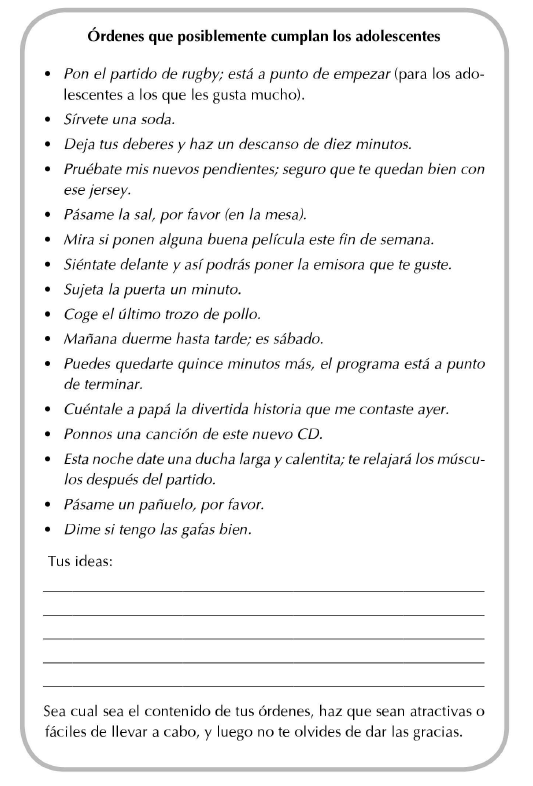 Órdenes que posiblemente cumplan los adolescentes
• Pon el partido de rugby; está a punto de empezar (para los ado-
lescentes a los que les gusta mucho).
• Sírvete una soda.
• Deja tus deberes y haz un descanso de diez minutos.
• Pruébate mis nuevos pendientes; seguro que te quedan bien con
ese jersey.
• Pásame la sal, por favor (en la mesa).
• Mira si ponen alguna buena película este fin de semana.
• Siéntate delante y así podrás poner la emisora que te guste.
• Sujeta la puerta un minuto.
• Coge el último trozo de pollo.
• Mañana duerme hasta tarde; es sábado.
• Puedes quedarte quince minutos más, el programa está a punto
de terminar.
• Cuéntale a papá la divertida historia que me contaste ayer.
• Ponnos una canción de este nuevo CD.
• Esta noche date una ducha larga y calentita; te relajará los múscu-
los después del partido.
• Pásame un pañuelo, por favor.
• Dime si tengo las gafas bien.
Tus ideas:
Sea cual sea el contenido de tus órdenes, haz que sean atractivas o
fáciles de llevar a cabo, y luego no te olvides de dar las gracias.